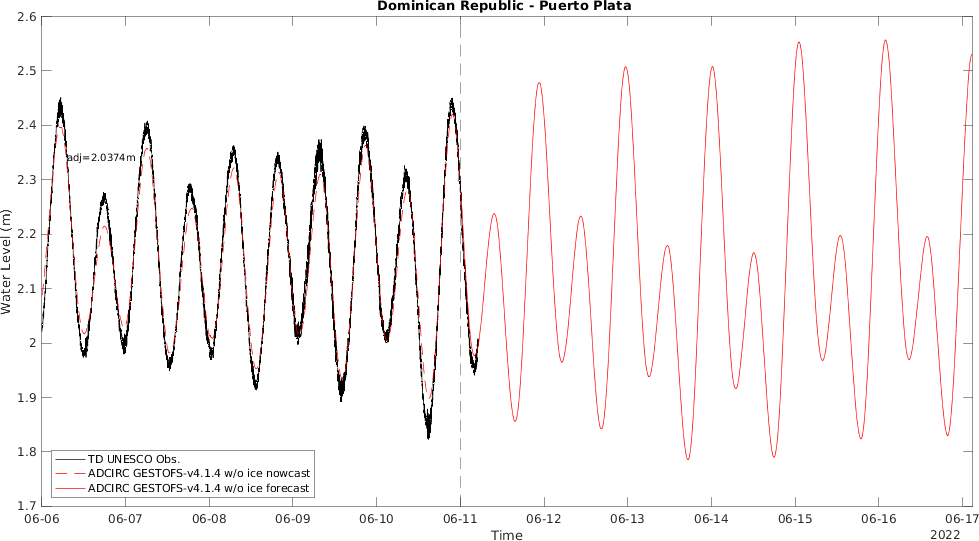 Dominican Republic - Puerto Plata
2.6
2.5
2.4
2.3
2.2
2.1
2
1.9
1.8
1.7
Water Level (m)
adj=2.0374m
TD UNESCO Obs.
ADCIRC GESTOFS-v4.1.4 w/o ice nowcast
ADCIRC GESTOFS-v4.1.4 w/o ice forecast
06-06 06-07 06-08 06-09 06-10 06-11 06-12 06-13 06-14 06-15 06-16 06-17
Time
2022